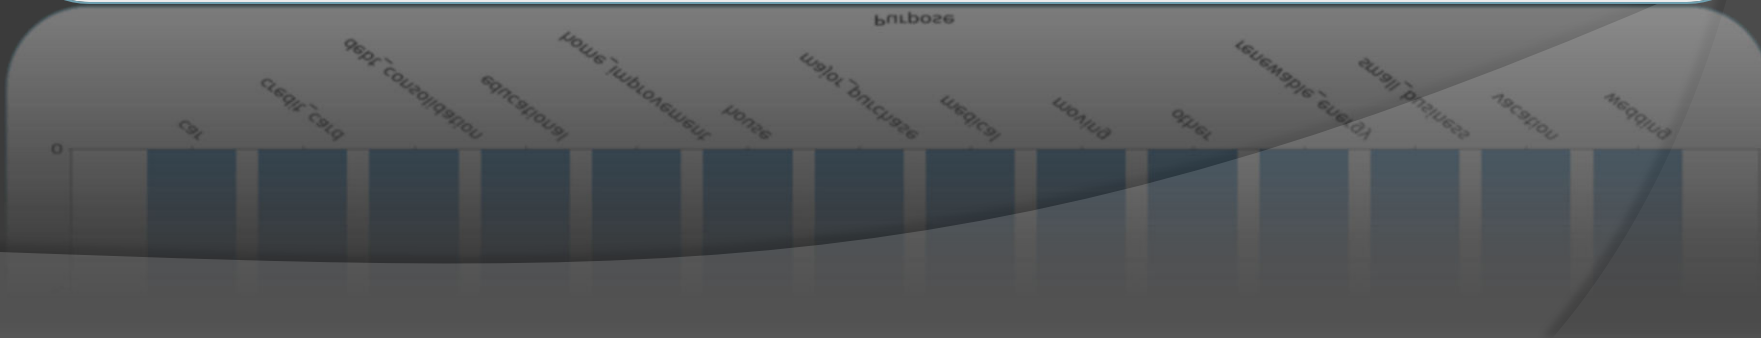 Purpose
car
credit_card
debt_consolidation
educational
home_improvement
house
major_purchase
medical
moving
other
renewable_energy
small_business
vacation
wedding
0